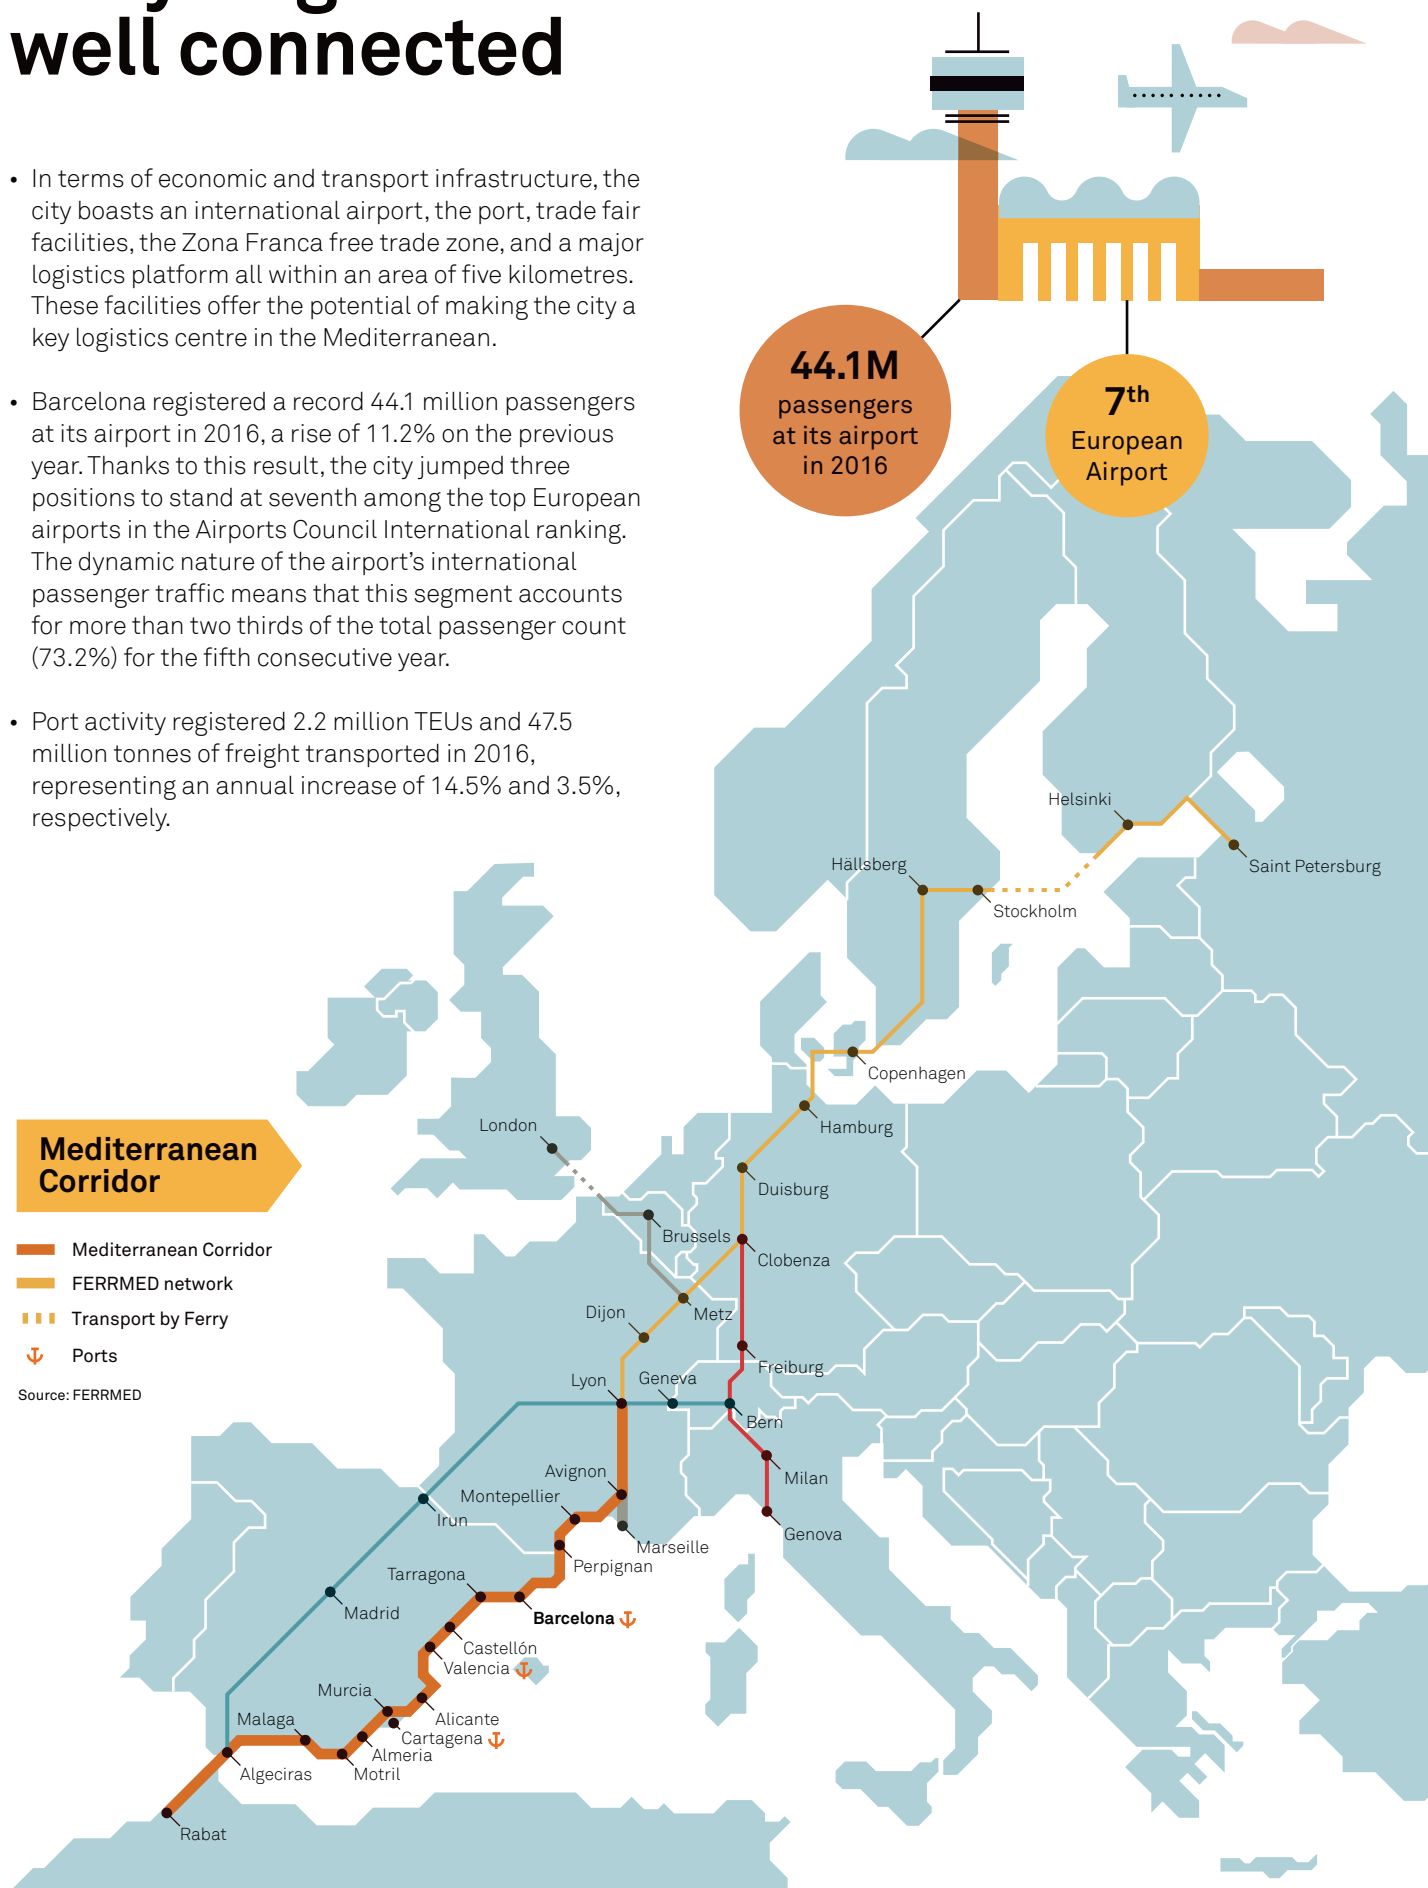 well connected
• In terms of economic and transport infrastructure, the
city boasts an international airport, the port, trade fair
facilities, the Zona Franca free trade zone, and a major
logistics platform all within an area of five kilometres.
These facilities offer the potential of making the city a
key logistics centre in the Mediterranean.
• Barcelona registered a record 44.1 million passengers
at its airport in 2016, a rise of 11.2% on the previous
year. Thanks to this result, the city jumped three
positions to stand at seventh among the top European
airports in the Airports Council International ranking.
The dynamic nature of the airport’s international
passenger traffic means that this segment accounts
for more than two thirds of the total passenger count
(73.2%) for the fifth consecutive year.
• Port activity registered 2.2 million TEUs and 47.5
million tonnes of freight transported in 2016,
representing an annual increase of 14.5% and 3.5%,
respectively.
44.1M
passengers
at its airport
in 2016
7th
European
Airport
Helsinki
Saint Petersburg
Hällsberg
Stockholm
Copenhagen
Hamburg
London
Duisburg
Brussels
Clobenza
Metz
Dijon
Freiburg
Lyon
Geneva
Bern
Milan
Genova
Avignon
Montepellier
Irun
Marseille
Perpignan
Tarragona
Madrid
Barcelona
Castellón
Valencia
Murcia
Alicante
Malaga
Cartagena
Almeria
Algeciras
Motril
Rabat
Mediterranean
Corridor
Mediterranean Corridor
FERRMED network
Transport by Ferry
Ports
Source: FERRMED